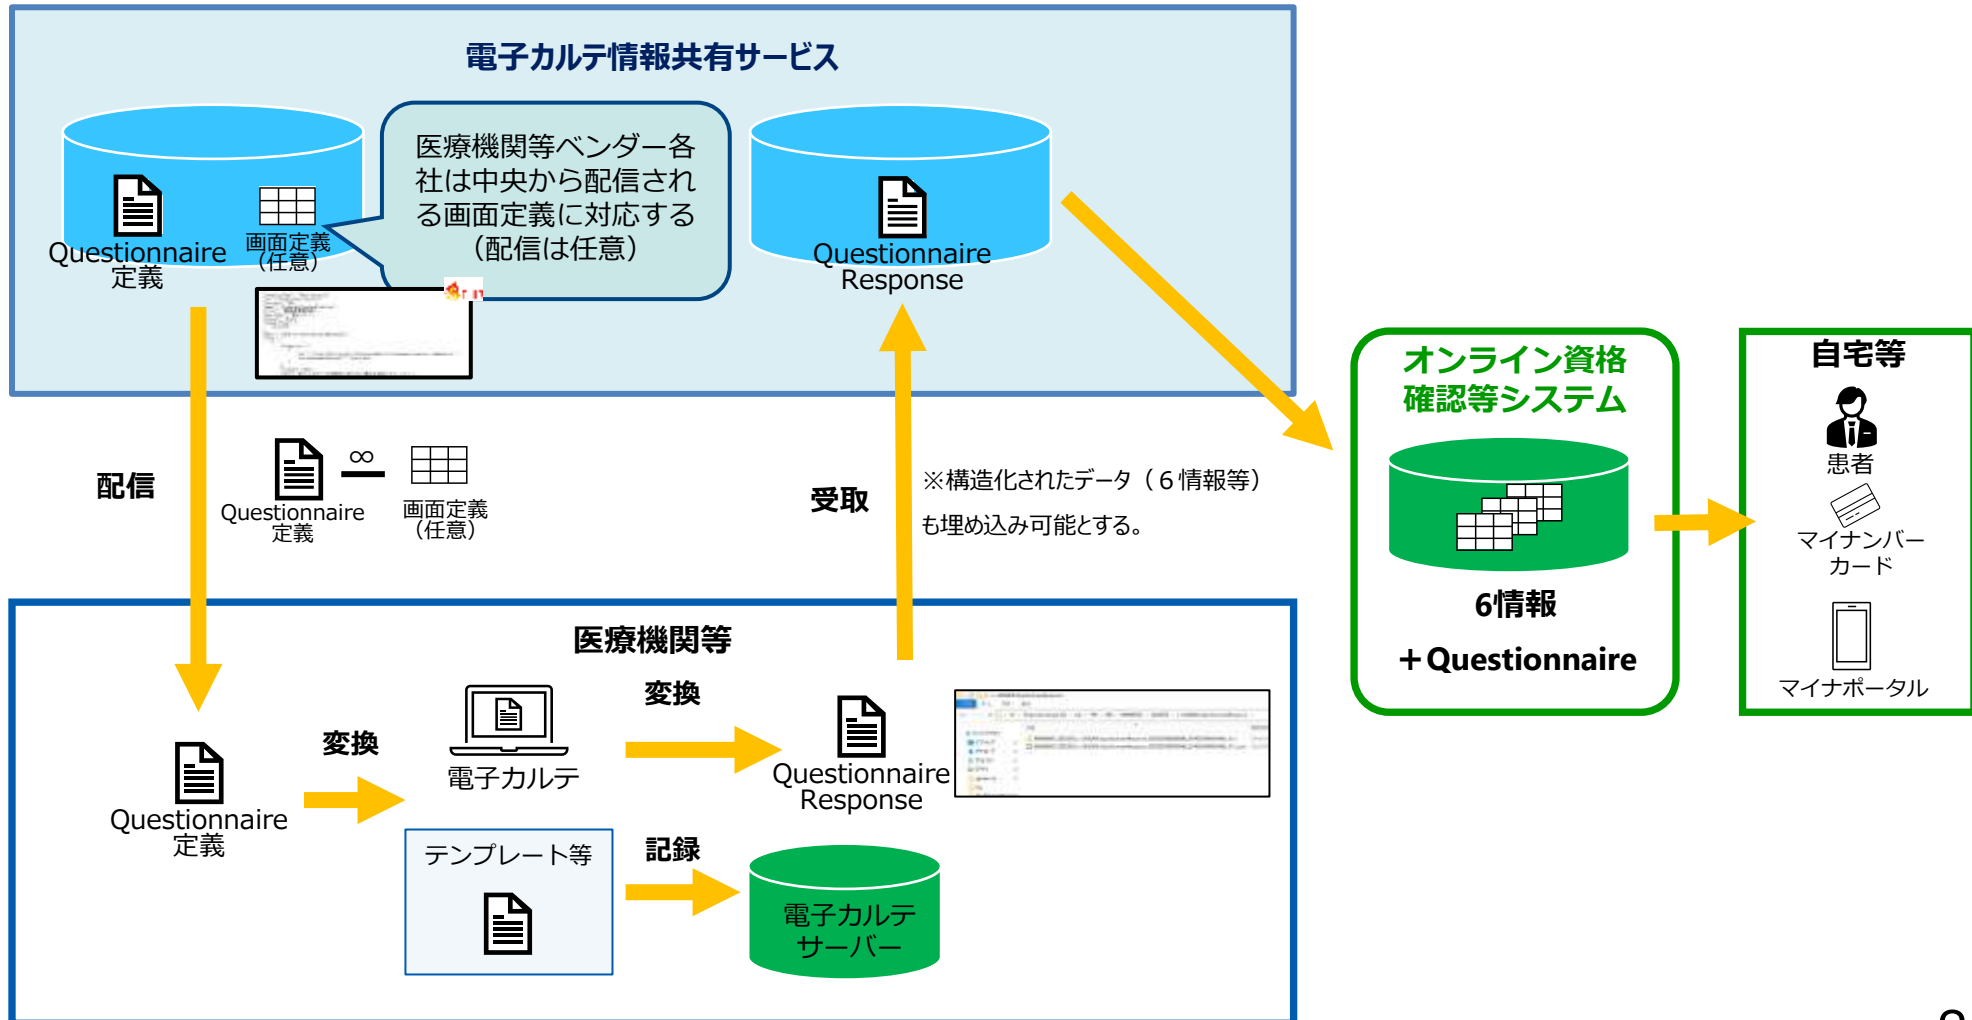 電子カルテ情報共有サービス
Questionnaire
定義
画面定義
（任意）
医療機関等ベンダー各
社は中央から配信され
る画面定義に対応する
（配信は任意）
Questionnaire
Response
配信
Questionnaire
定義
∞
画面定義
（任意）
受取
※構造化されたデータ（６情報等）
も埋め込み可能とする。
オンライン資格
確認等システム
6情報
＋Questionnaire
自宅等
患者
マイナンバー
カード
マイナポータル
医療機関等
Questionnaire
定義
変換
電子カルテ
変換
Questionnaire
Response
テンプレート等
記録
電子カルテ
サーバー